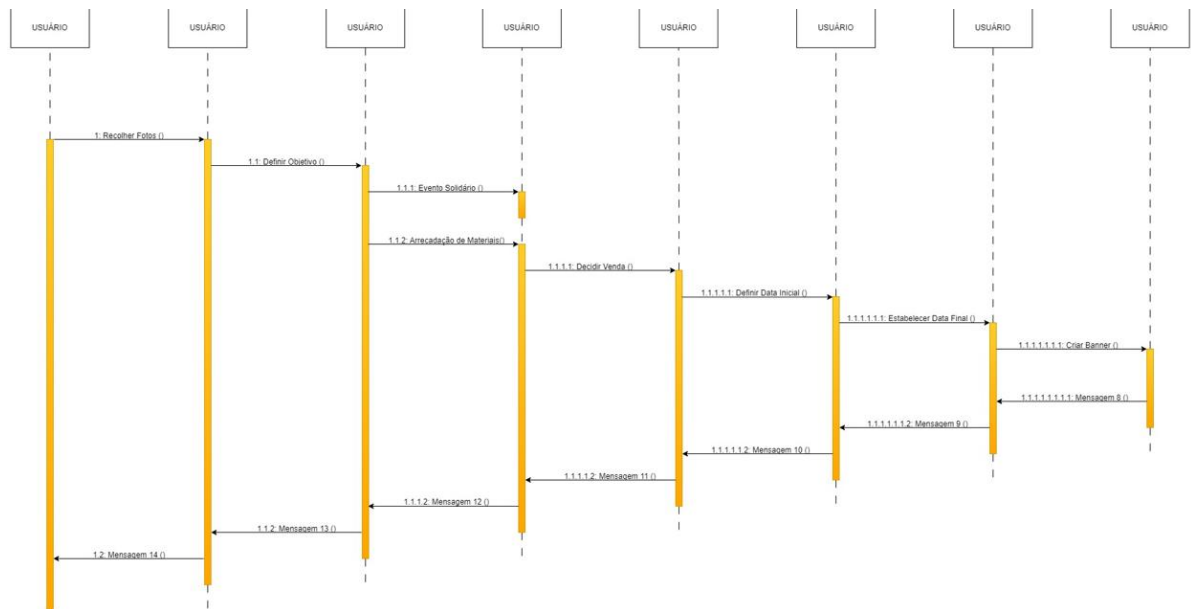 USUÁRIO
USUÁRIO
USUÁRIO
USUÁRIO
USUÁRIO
USUÁRIO
USUÁRIO
USUÁRIO
1: Recolher Fotos ()
1.1: Definir Objetivo ()
1.1.1: Evento Solidário ()
1.1.2: Arrecadação de Materiais()
1.1.1.1: Decidir Venda ()
1.1.1.1.1: Definir Data Inicial ()
1.1.1.1.1.1: Estabelecer Data Final ()
1.1.1.1.1.1.1: Criar Banner ()
1.1.1.1.1.1.1.1: Mensagem 8 ()
1.1.1.1.1.1.2: Mensagem 9 ()
1.1.1.1.1.2: Mensagem 10 ()
1.1.1.1.2: Mensagem 11 ()
1.1.1.2: Mensagem 12 ()
1.1.2: Mensagem 13 ()
1.2: Mensagem 14 ()